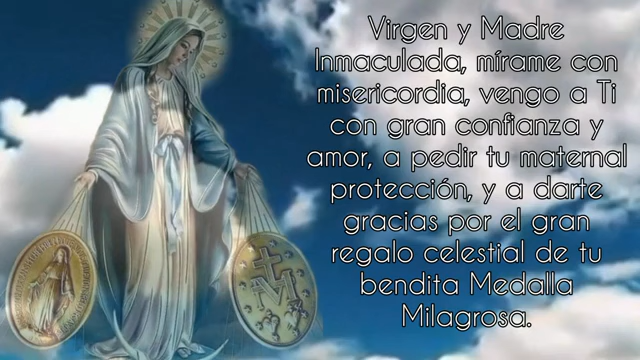 Virgen y Madre
Inmaculada, mírame con
misericordia, vengo a Ti
con gran confianza y
amor, a pedir tu maternal
protección, y a darte
gracias por el gran
regalo celestial de tu
bendita Medalla
Milagrosa.